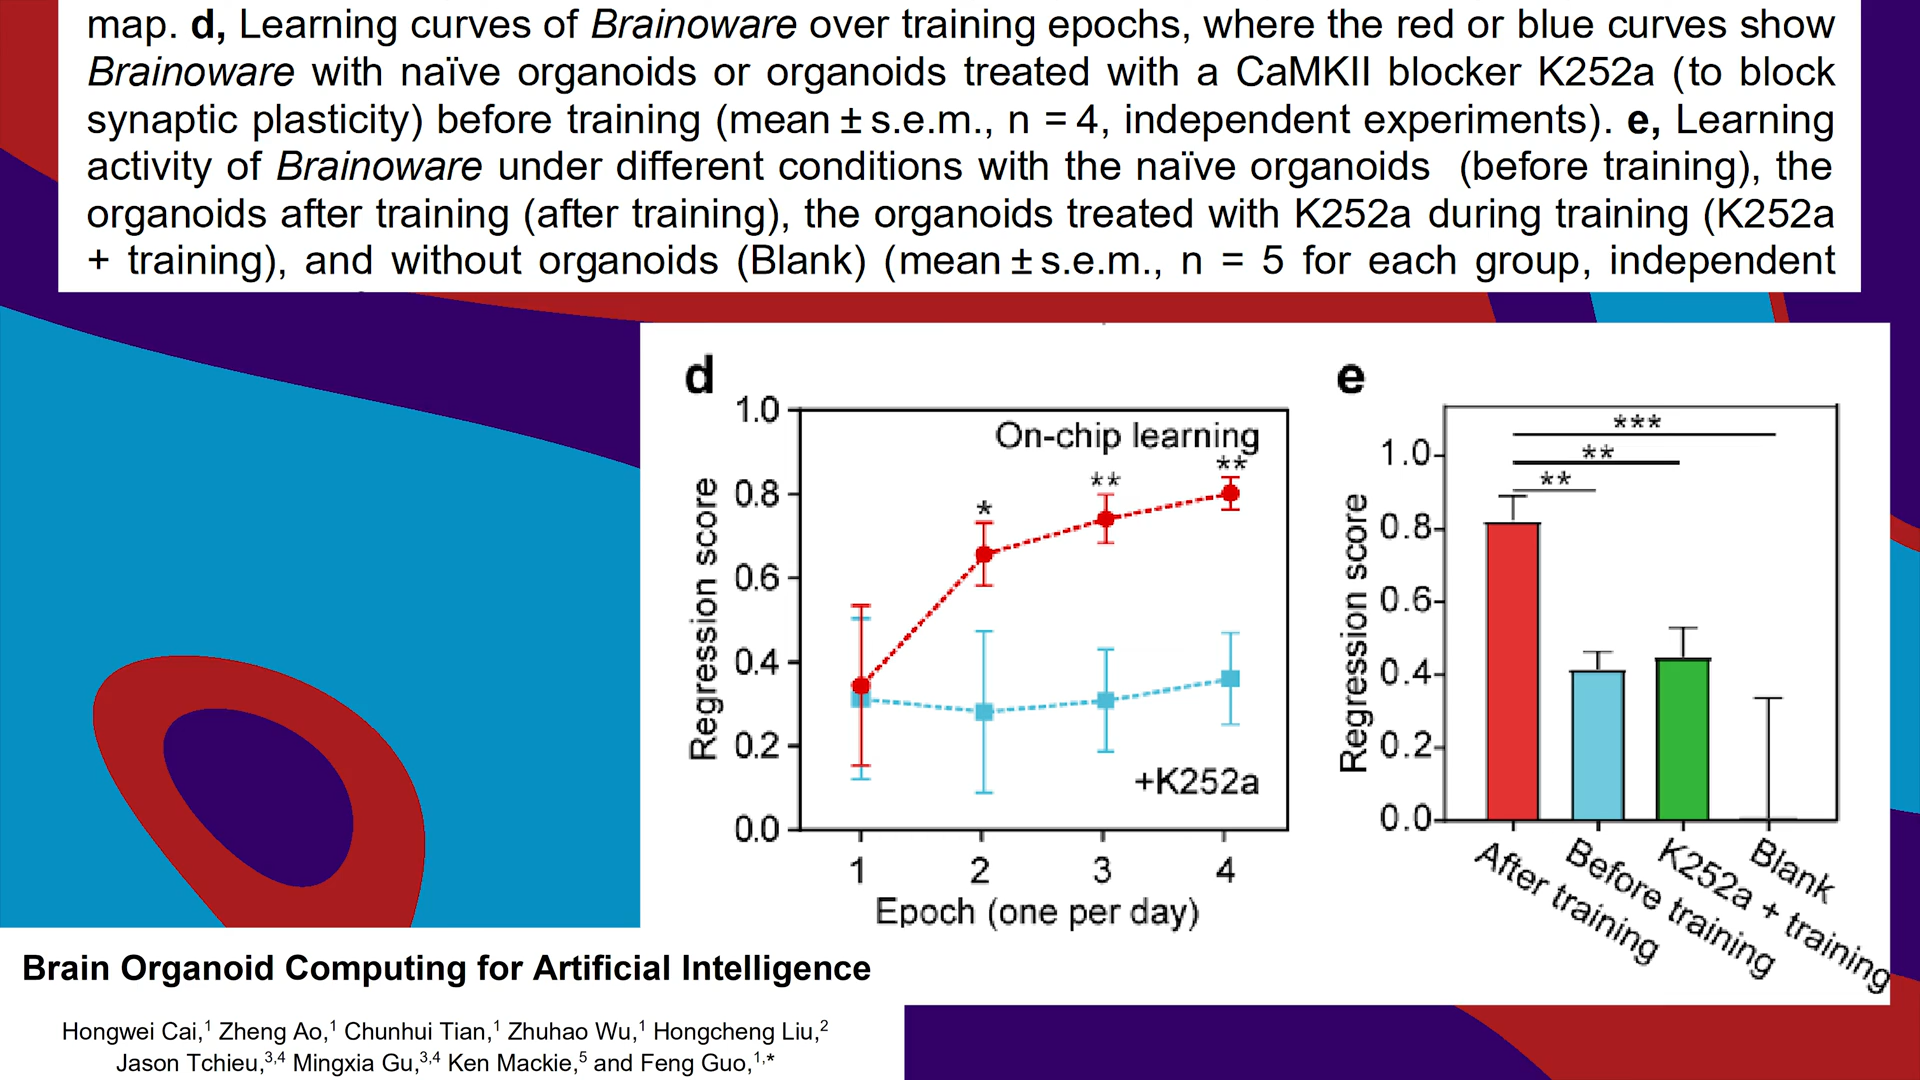 map. d, Learning curves of Brainoware over training epochs, where the red or blue curves show
Brainoware with naïve organoids or organoids treated with a CaMKII blocker K252a (to block
synaptic plasticity) before training (mean ± s.e.m., n = 4, independent experiments). e, Learning
activity of Brainoware under different conditions with the naïve organoids (before training), the
organoids after training (after training), the organoids treated with K252a during training (K252a
+ training), and without organoids (Blank) (mean ± s.e.m., n = 5 for each group, independent
d
1.0
0.8
0.6
0.4
0.2
0.0
Regression score
On-chip learning
*
**
**
+K252a
1 2 3 4
Epoch (one per day)
e
1.0
0.8
0.6
0.4
0.2
0.0
Regression score
***
**
**
After training
Before training
K252a + training
Blank
Brain Organoid Computing for Artificial Intelligence
Hongwei Cai,1 Zheng Ao,1 Chunhui Tian,1 Zhuhao Wu,1 Hongcheng Liu,2
Jason Tchieu,3,4 Mingxia Gu,3,4 Ken Mackie,5 and Feng Guo,1,*